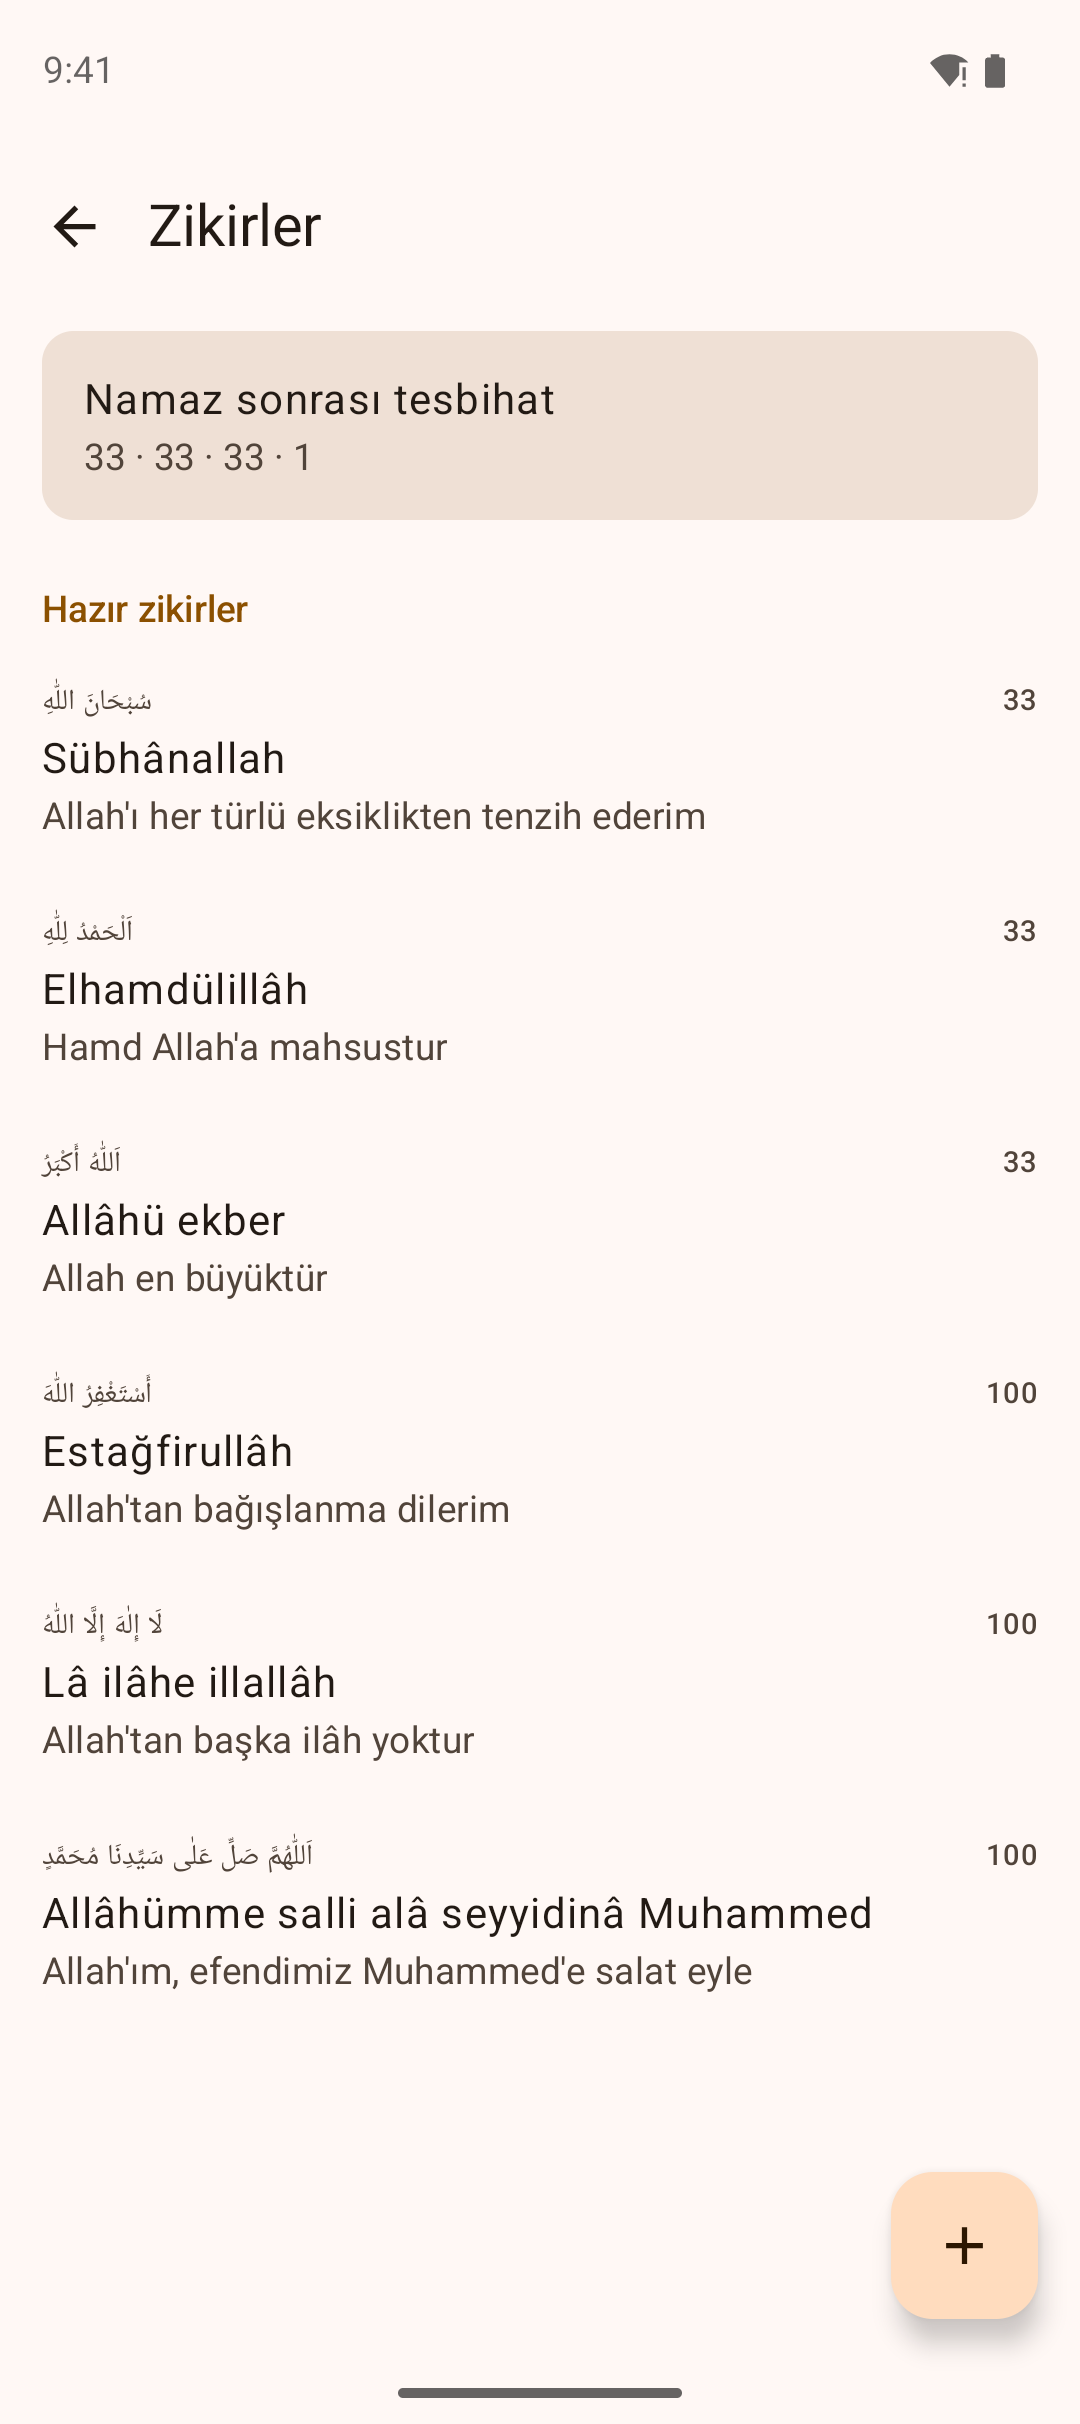 9:41
Zikirler
Namaz sonrası tesbihat
33 · 33 · 33 · 1
Hazır zikirler
سُبْحَانَ اللّٰهِ
33
Sübhânallah
Allah'ı her türlü eksiklikten tenzih ederim
اَلْحَمْدُ لِلّٰهِ
33
Elhamdülillâh
Hamd Allah'a mahsustur
اَللّٰهُ أَكْبَرُ
33
Allâhü ekber
Allah en büyüktür
أَسْتَغْفِرُ اللّٰهَ
100
Estağfirullâh
Allah'tan bağışlanma dilerim
لَا إِلٰهَ إِلَّا اللّٰهُ
100
Lâ ilâhe illallâh
Allah'tan başka ilâh yoktur
اَللّٰهُمَّ صَلِّ عَلٰى سَيِّدِنَا مُحَمَّدٍ
100
Allâhümme salli alâ seyyidinâ Muhammed
Allah'ım, efendimiz Muhammed'e salat eyle